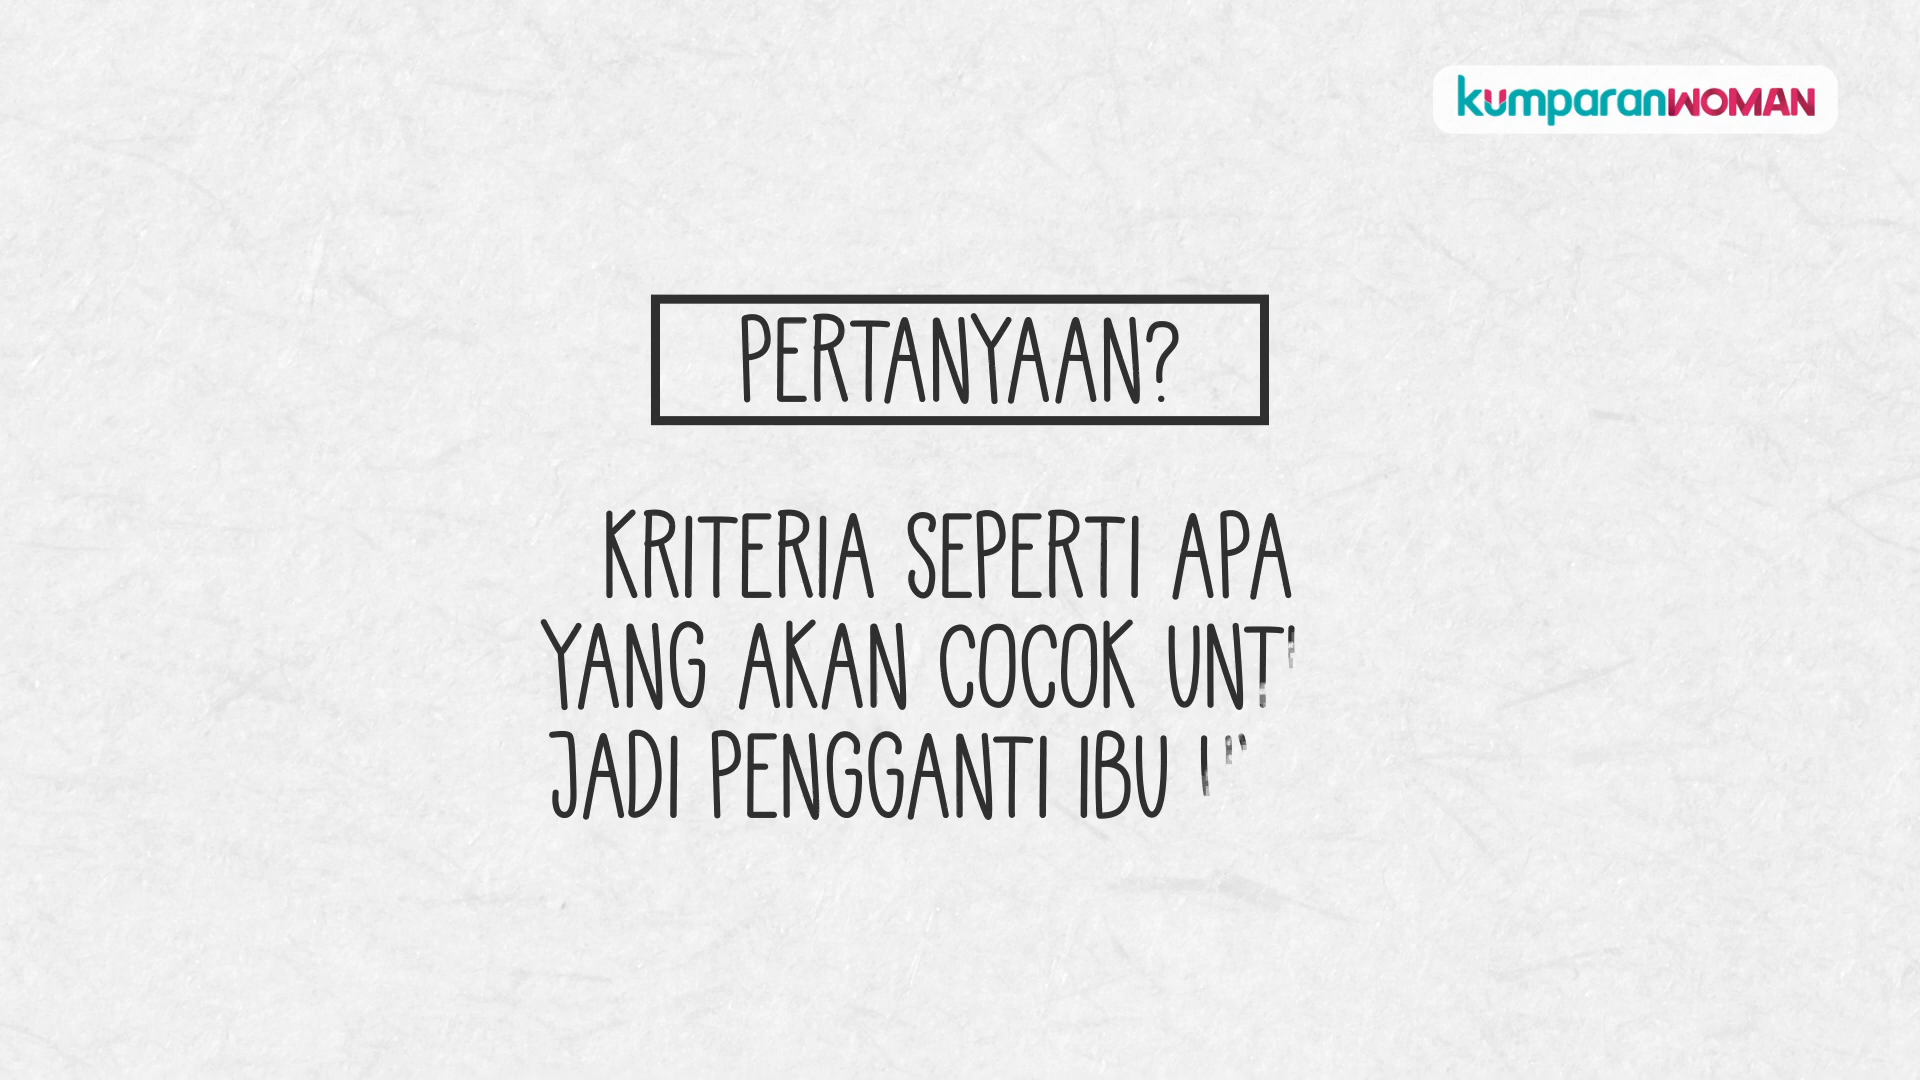 kumparanWOMAN
PERTANYAAN?
KRITERIA SEPERTI APA
YANG AKAN COCOK
JADI PENGGANTI IBU